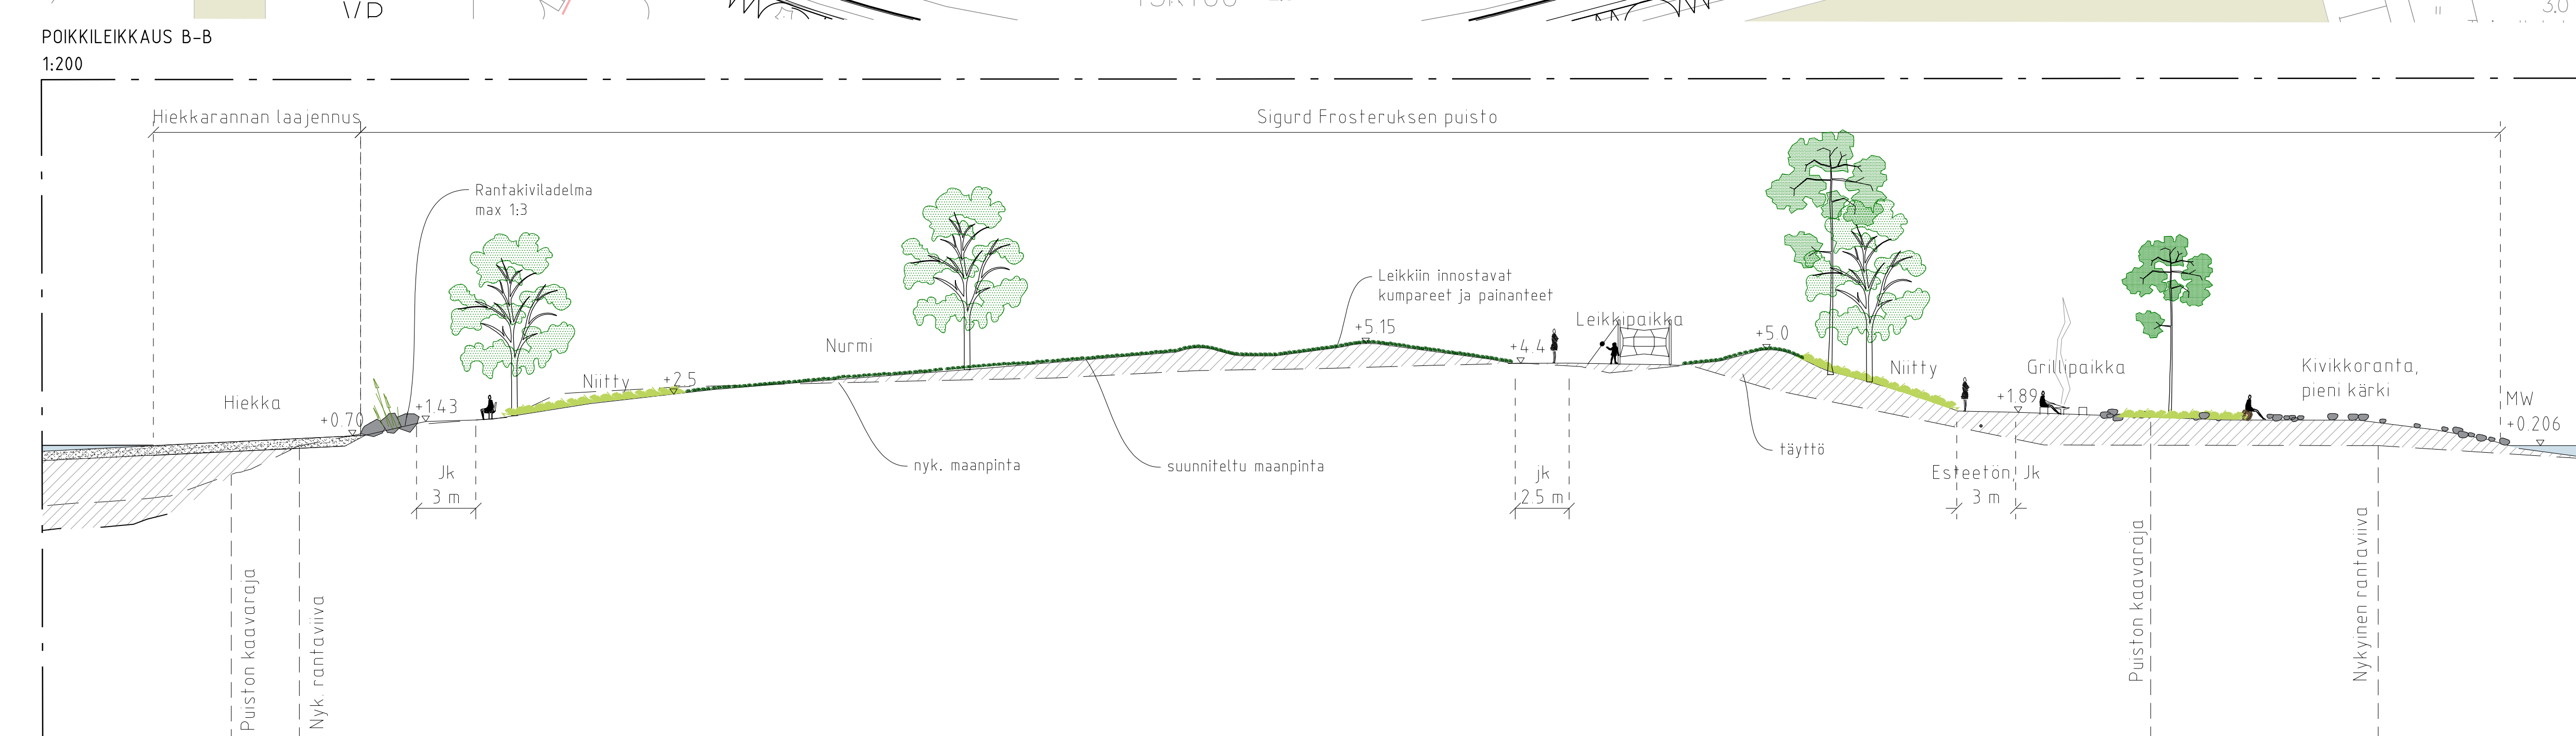 VP
3.0
POIKKILEIKKAUS B-B
1:200
Hiekkarannan laajennus
Sigurd Frosteruksen puisto
Rantakiviladelma
max 1:3
Leikkiin innostavat
kumpareet ja painanteet
Leikkipaikka
+5.15
+5.0
Nurmi
+4.4
Niitty
+2.5
Niitty
Grillipaikka
Kivikkoranta,
pieni kärki
Hiekka
+0.70
+1.43
+1.89
MW
+0.206
täyttö
nyk. maanpinta
suunniteltu maanpinta
Jk
3 m
jk
2.5 m
Esteetön, Jk
3 m
Puiston kaavaraja
Nyk. rantaviiva
Puiston kaavaraja
Nykyinen rantaviiva